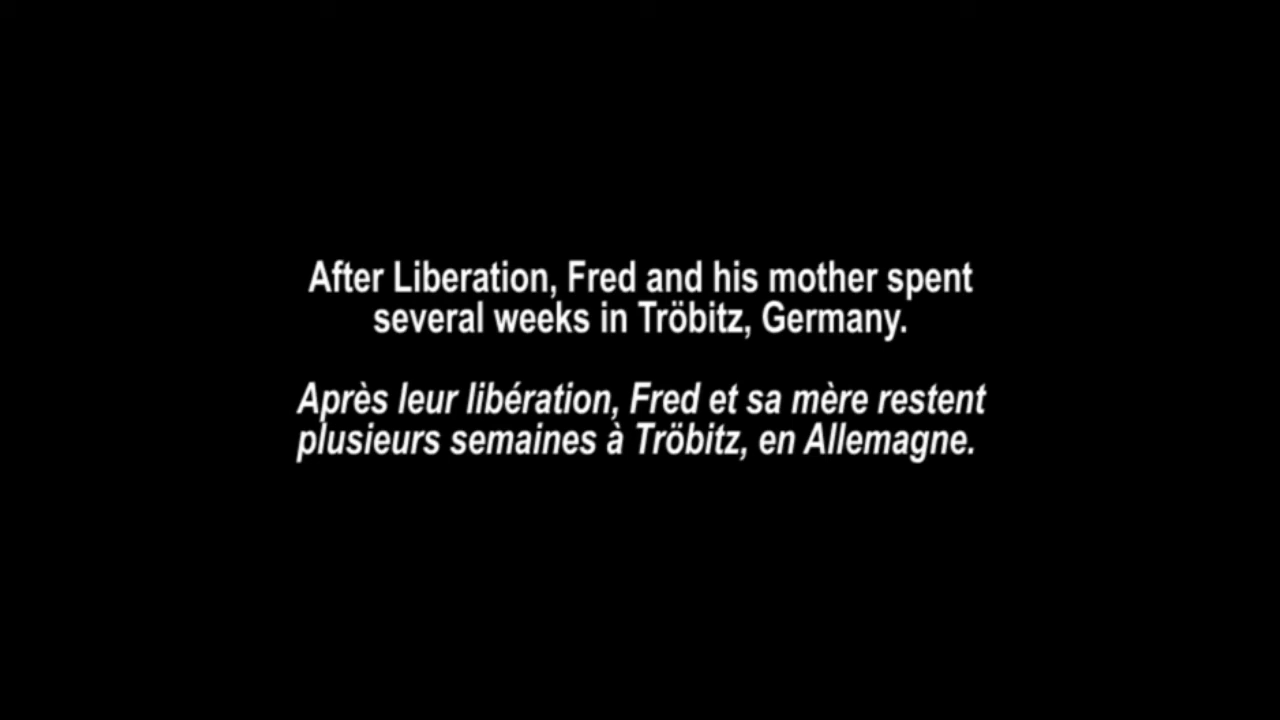 After Liberation, Fred and his mother spent
several weeks in Tröbitz, Germany.
Après leur libération, Fred et sa mère restent
plusieurs semaines à Tröbitz, en Allemagne.